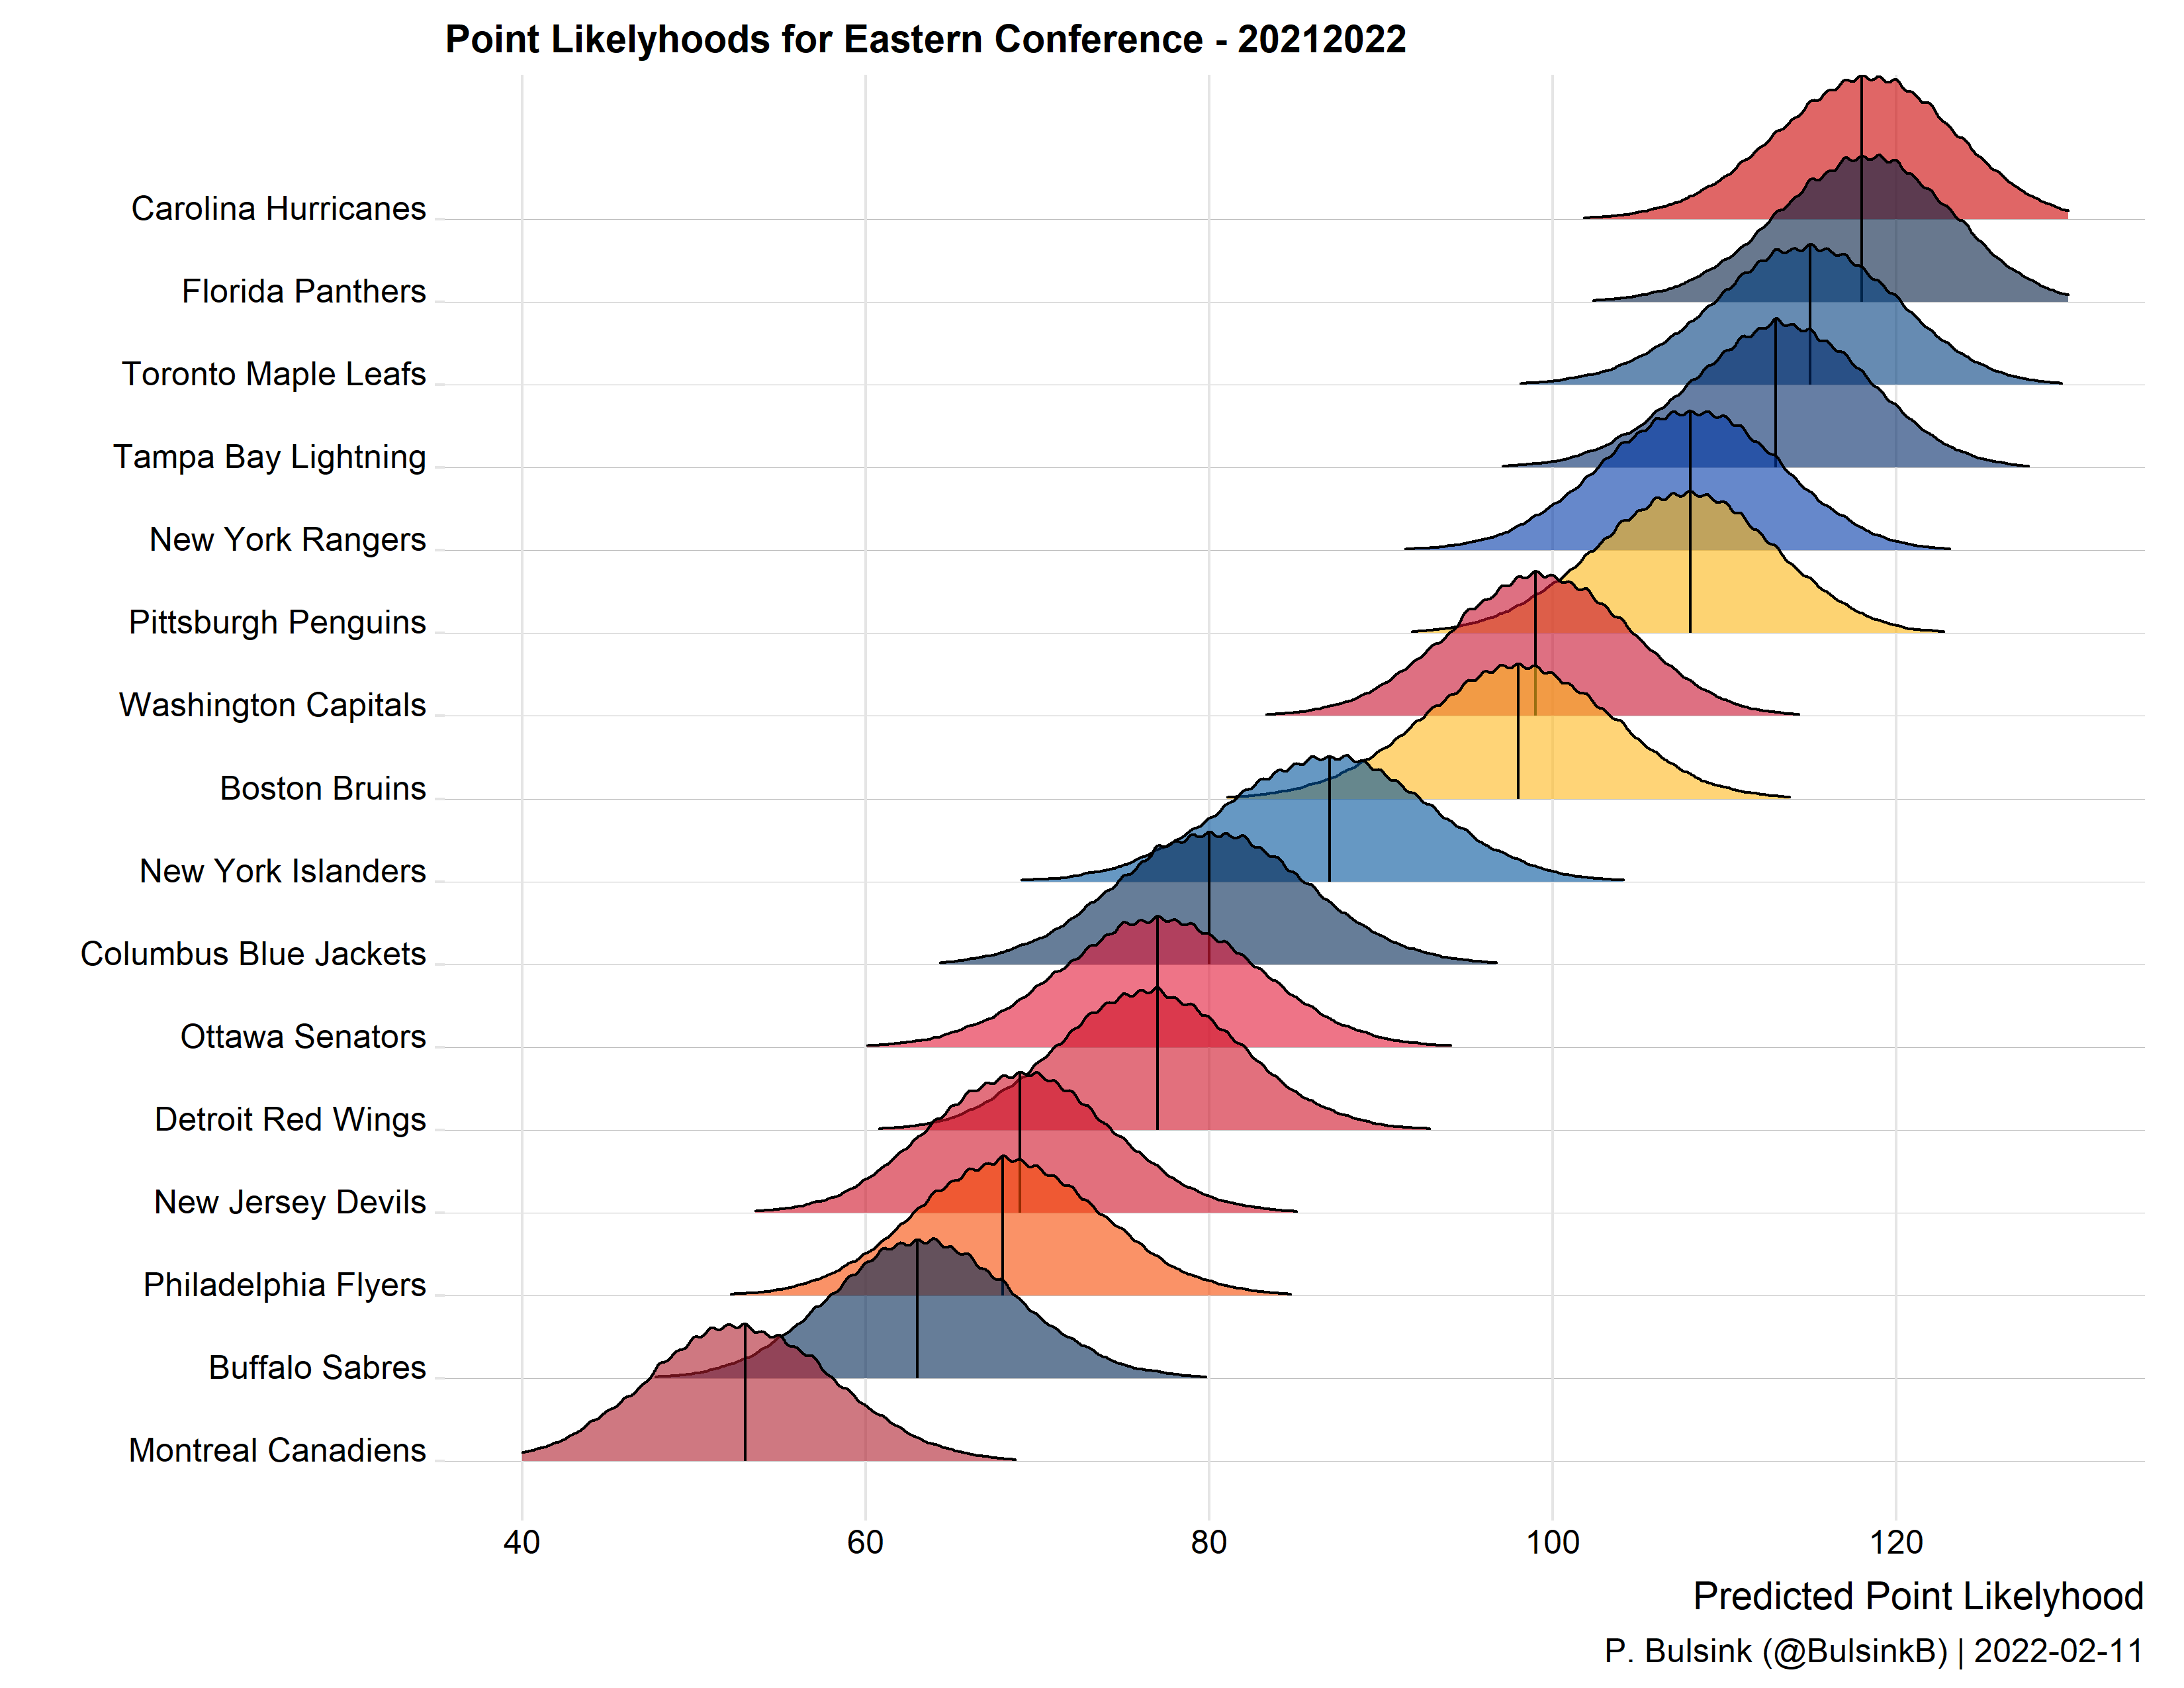 Point Likelyhoods for Eastern Conference - 20212022
Carolina Hurricanes
Florida Panthers
Toronto Maple Leafs
Tampa Bay Lightning
New York Rangers
Pittsburgh Penguins
Washington Capitals
Boston Bruins
New York Islanders
Columbus Blue Jackets
Ottawa Senators
Detroit Red Wings
New Jersey Devils
Philadelphia Flyers
Buffalo Sabres
Montreal Canadiens
40 60 80 100 120
Predicted Point Likelyhood
P. Bulsink (@BulsinkB) | 2022-02-11